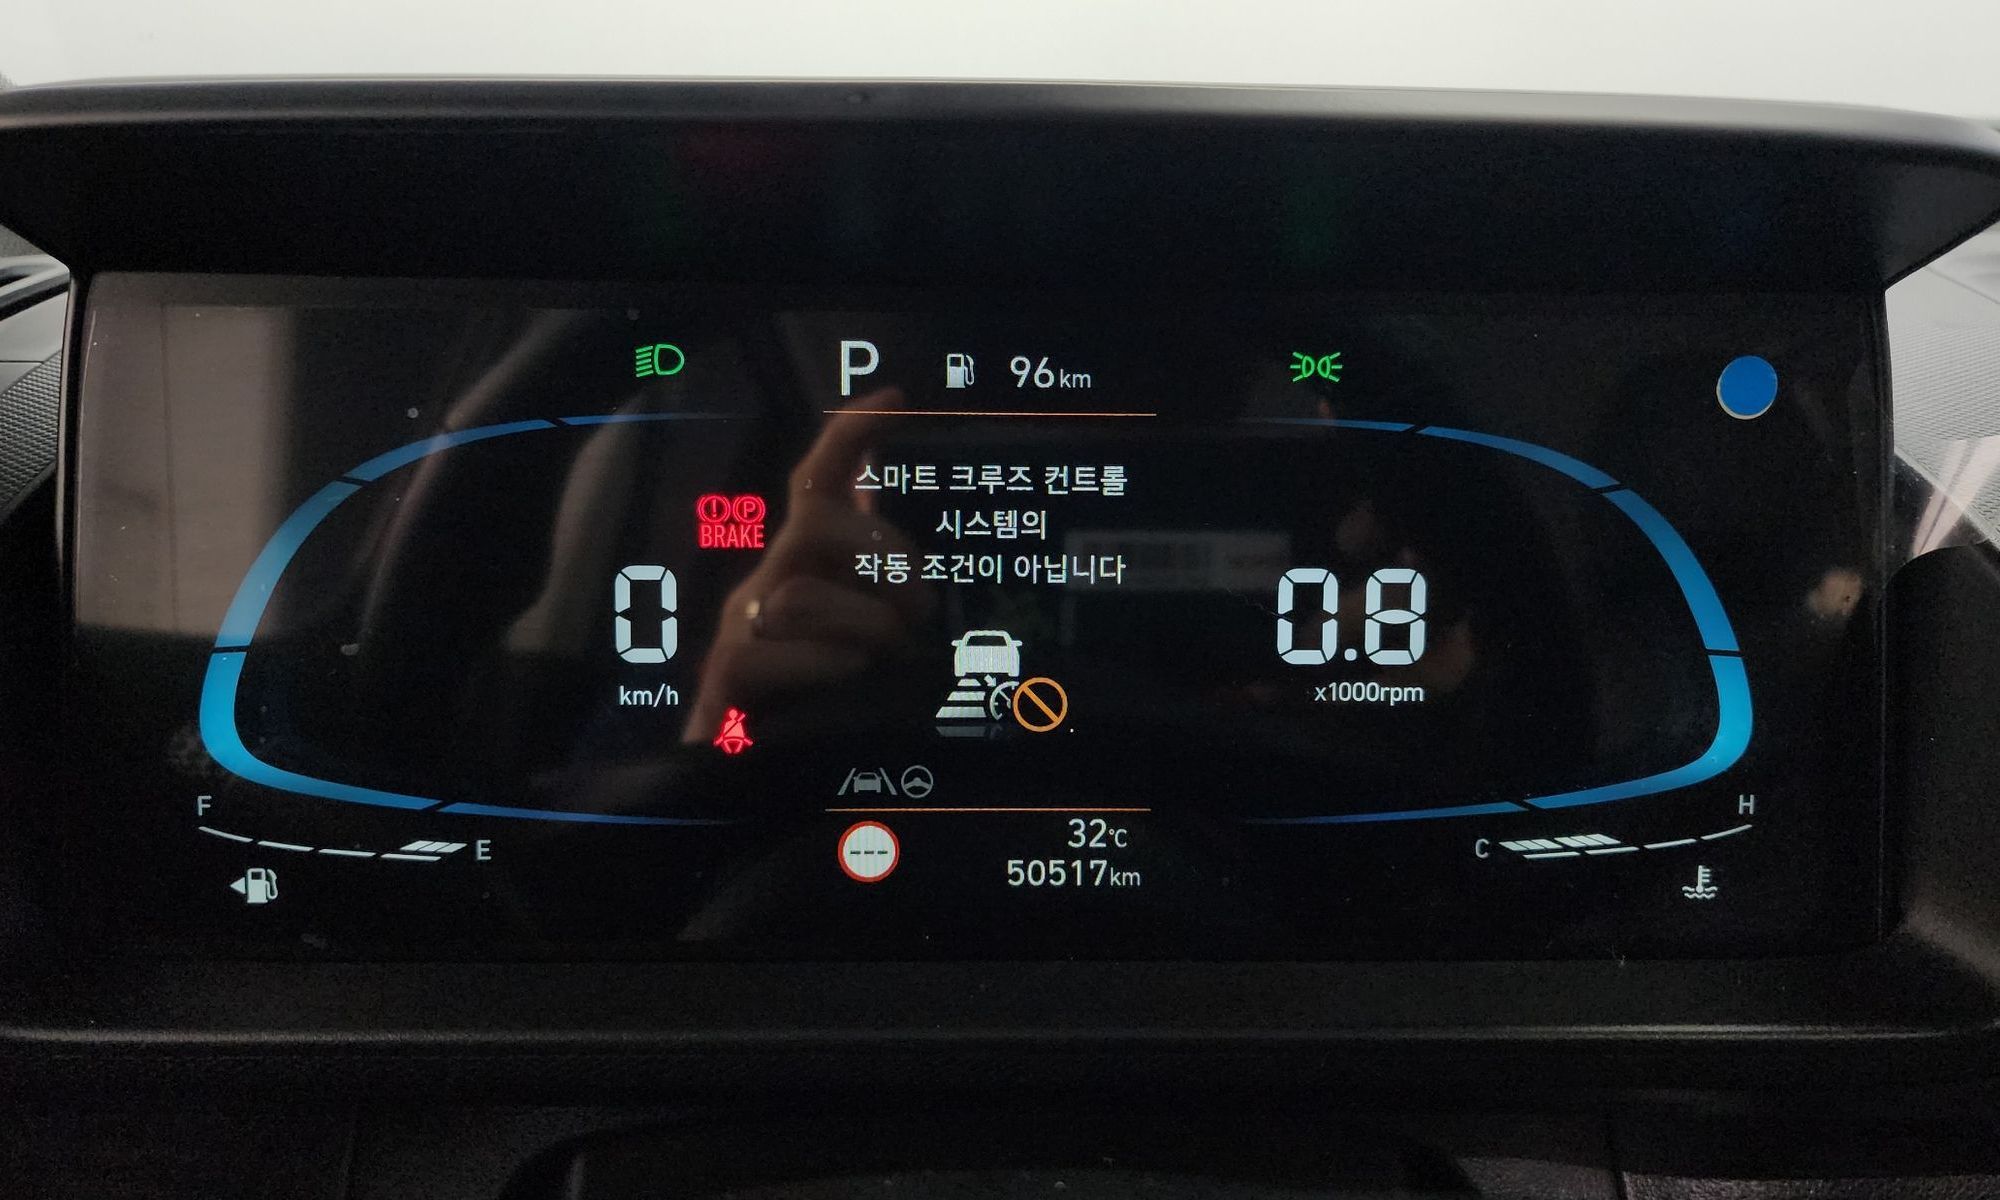 P 96km
스마트 크루즈 컨트롤
시스템의
작동 조건이 아닙니다
BRAKE
0
km/h
0.8
x1000rpm
F
E
C
H
---
32°C
50517km